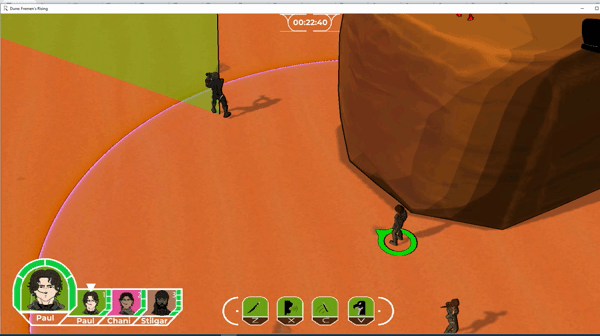 Dune Fremen's Rising
00:22:40
Paul
Paul
Chani
Stilgar
Z
X
C
V